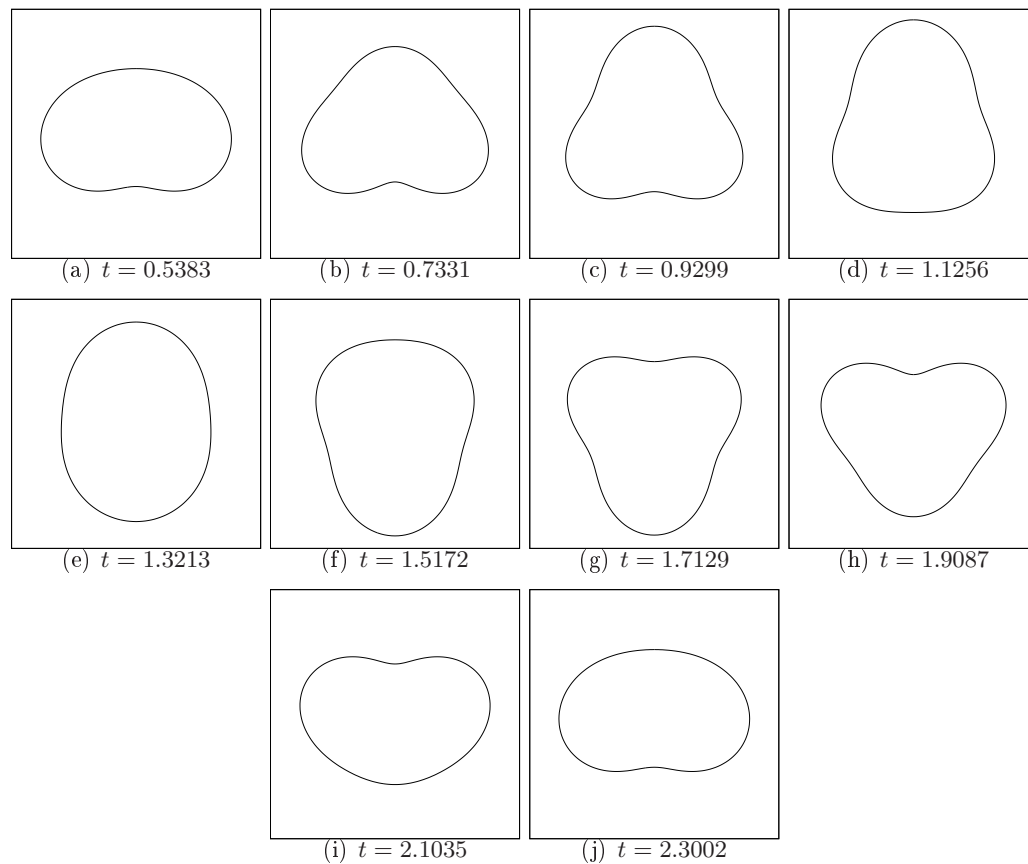 (a) t = 0.5383
(b) t = 0.7331
(c) t = 0.9299
(d) t = 1.1256
(e) t = 1.3213
(f) t = 1.5172
(g) t = 1.7129
(h) t = 1.9087
(i) t = 2.1035
(j) t = 2.3002